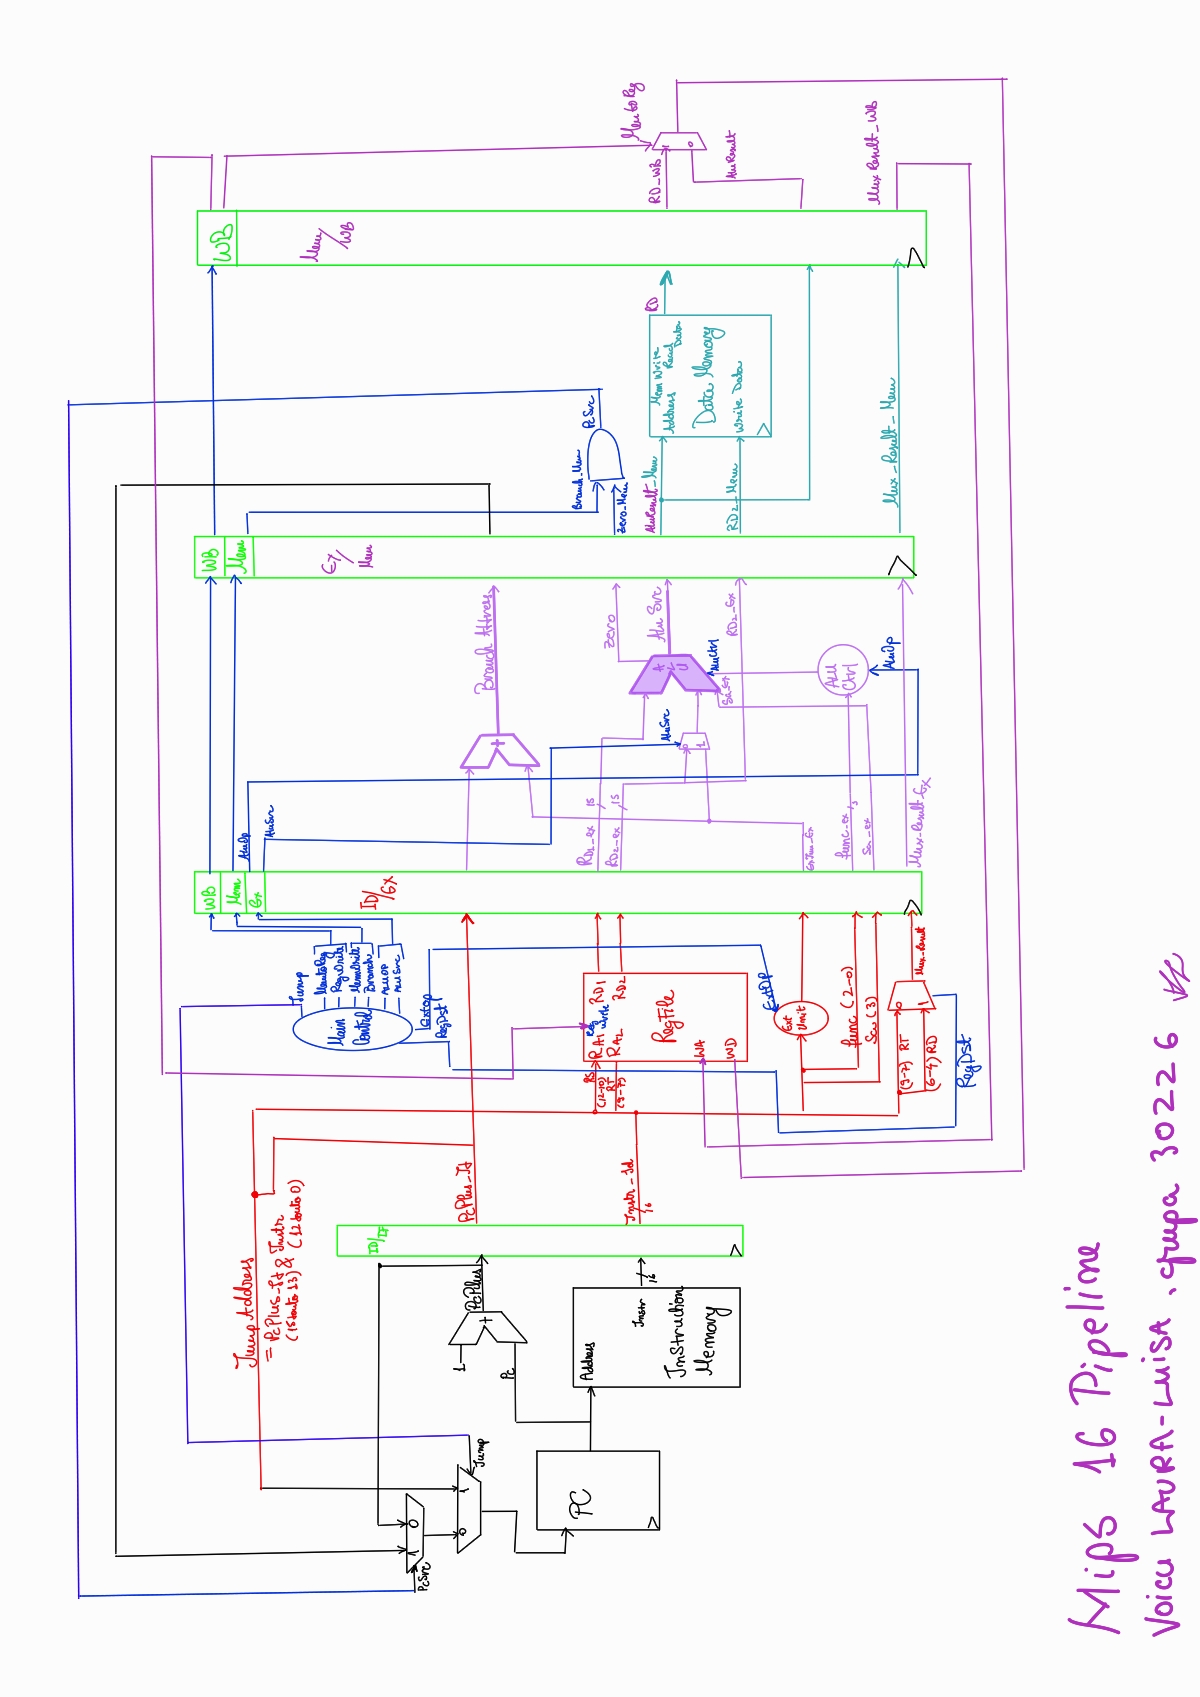 Jump Address
= PcPlus_Id & Instr
(15 downto 13) (12 downto 0)
PcSrc
1 0
0 1
Jump
PC
1
Pc
+
PcPlus
Address
Instr
16
Instruction
Memory
ID/
IF
PcPlus_Id
Instr_Id
16
Main
Control
Jump
MemtoReg
RegWrite
MemWrite
Branch
ALUOP
ALUSrc
ExtOp
RegDst
RS
(12-10)
RT
(9-7)
RA1
Reg
Write
RD1
RA2
RD2
RegFile
WA
WD
ExtOp
Ext
Unit
func (2-0)
Sa (3)
(9-7) RT
0
(6-4) RD
1
Mux_Result
RegDst
WB
Mem
Ex
ID/
EX
AluOp
AluSrc
+
Branch Address
RD1_ex 15
RD2_ex 15
Zero
ALU
Alu Src
AluSrc
0
1
Sa_Ex
AluCtrl
RD2_Ex
func_ex 3
Sa_ex
ALU
Ctrl
AluOp
Mux_Result_Ex
WB
Mem
Ex
/
Mem
Branch_Mem
PcSrc
Zero_Mem
AluResult_Mem
Mem Write
Address
Read
Data
RD
Data Memory
RD2_Mem
Write Data
Mux_Result_Mem
WB
Mem
/
WB
MemtoReg
RD_WB
1
0
AluResult
Mux Result_WB
Mips 16 Pipeline
Voicu LAURA-LUISA, grupa 30226